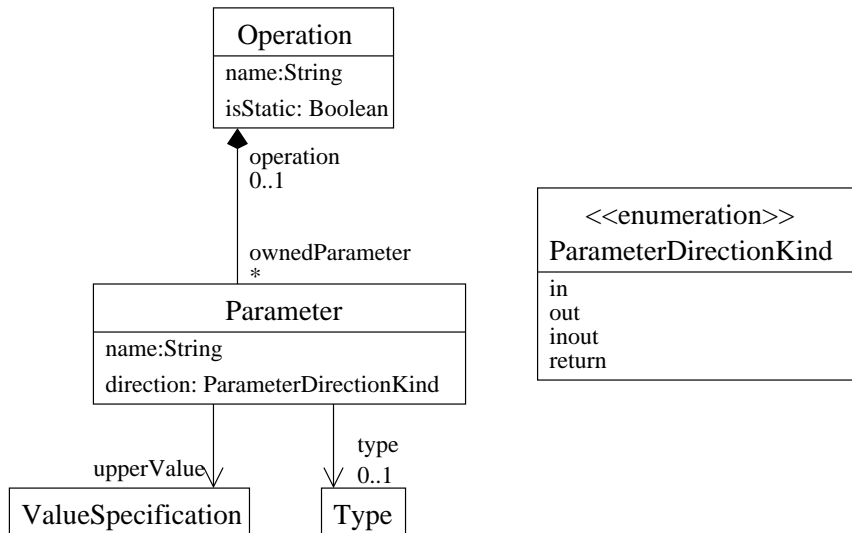 Operation
name:String
isStatic: Boolean
operation
0..1
ownedParameter
*
Parameter
name:String
direction: ParameterDirectionKind
upperValue
type
0..1
ValueSpecification
Type
<<enumeration>>
ParameterDirectionKind
in
out
inout
return